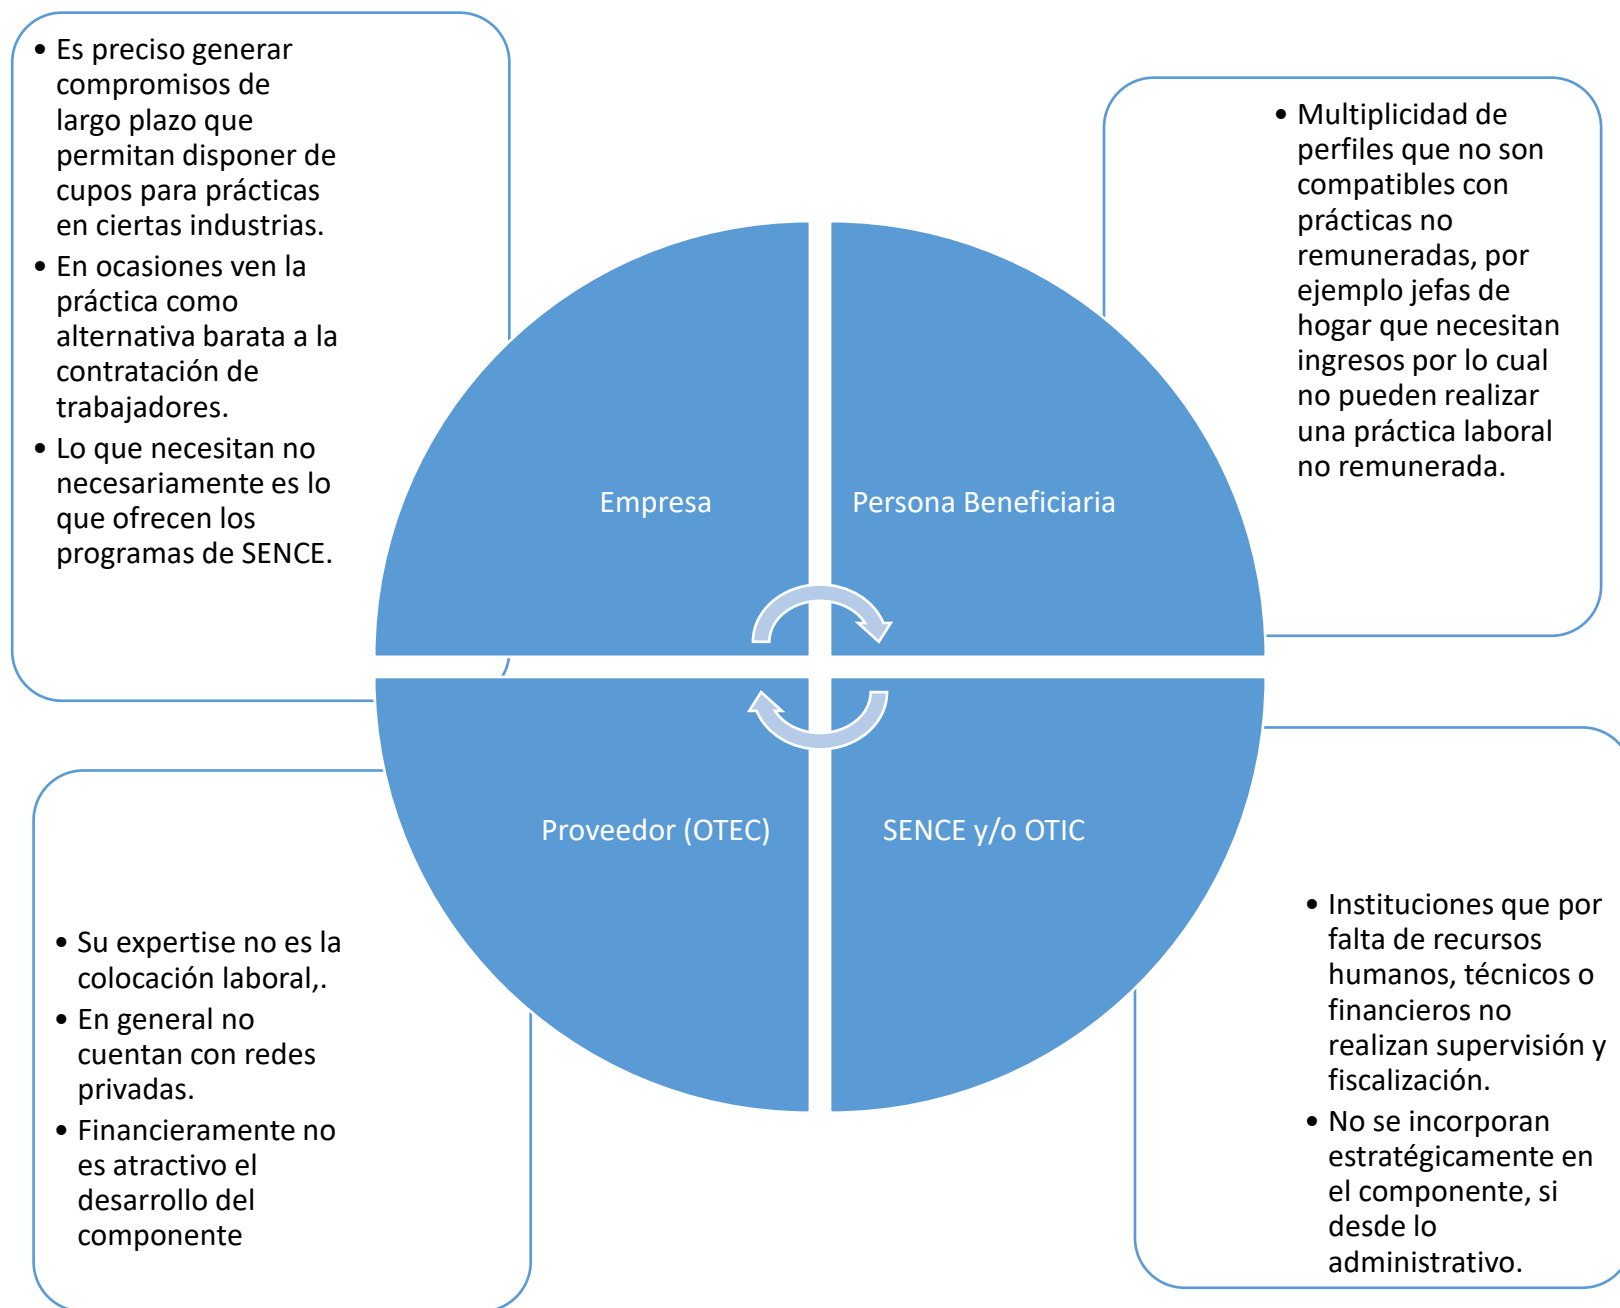 • Es preciso generar
compromisos de
largo plazo que
permitan disponer de
cupos para prácticas
en ciertas industrias.
• En ocasiones ven la
práctica como
alternativa barata a la
contratación de
trabajadores.
• Lo que necesitan no
necesariamente es lo
que ofrecen los
programas de SENCE.
• Multiplicidad de
perfiles que no son
compatibles con
prácticas no
remuneradas, por
ejemplo jefas de
hogar que necesitan
ingresos por lo cual
no pueden realizar
una práctica laboral
no remunerada.
Empresa
Persona Beneficiaria
Proveedor (OTEC)
SENCE y/o OTIC
• Su expertise no es la
colocación laboral,.
• En general no
cuentan con redes
privadas.
• Financieramente no
es atractivo el
desarrollo del
componente
• Instituciones que por
falta de recursos
humanos, técnicos o
financieros no
realizan supervisión y
fiscalización.
• No se incorporan
estratégicamente en
el componente, si
desde lo
administrativo.